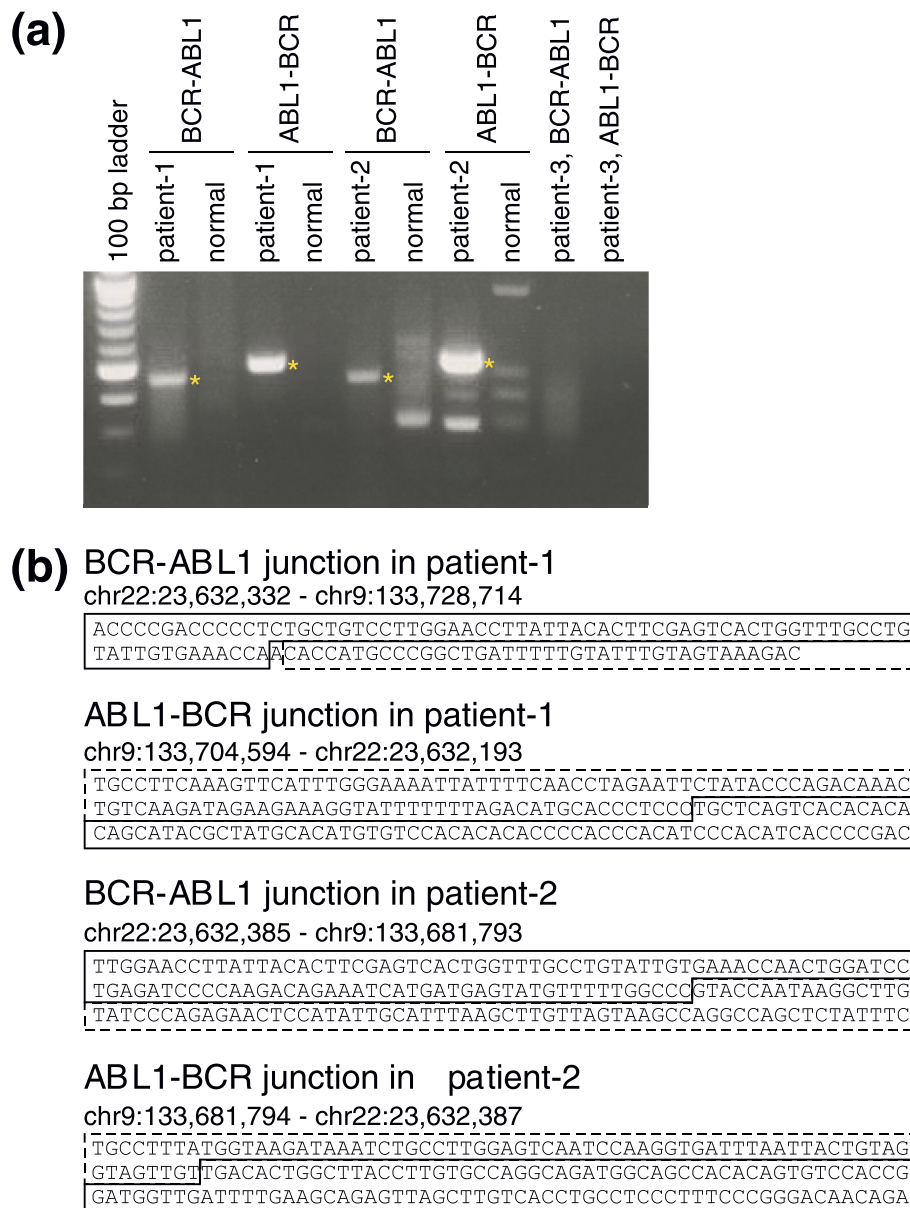 (a)
BCR-ABL1
ABL1-BCR
BCR-ABL1
ABL1-BCR
100 bp ladder
patient-1
normal
patient-1
normal
patient-2
normal
patient-2
normal
patient-3, BCR-ABL1
patient-3, ABL1-BCR
*
*
*
*
(b)
BCR-ABL1 junction in patient-1
chr22:23,632,332 - chr9:133,728,714
ACCCCGACCCCCTCTGCTGTCCTTGGAACCTTATTACACTTCGAGTCACTGGTTTGCCTG
TATTGTGAAACCAACACCATGCCCGGCTGATTTTTGTATTTGTAGTAAAGAC
ABL1-BCR junction in patient-1
chr9:133,704,594 - chr22:23,632,193
TGCCTTCAAAGTTCATTTGGGAAAATTATTTTCAACCTAGAATTCTATACCCAGACAAAC
TGTCAAGATAGAAGAAAGGTATTTTTTTAGACATGCACCCTCCCTGCTCAGTCACACACA
CAGCATACGCTATGCACATGTGTCCACACACACCCCACCCACATCCCACATCACCCCGAC
BCR-ABL1 junction in patient-2
chr22:23,632,385 - chr9:133,681,793
TTGGAACCTTATTACACTTCGAGTCACTGGTTTGCCTGTATTGTGAAACCAACTGGATCC
TGAGATCCCCAAGACAGAAATCATGATGAGTATGTTTTTGGCCCGTACCAATAAGGCTTG
TATCCCAGAGAACTCCATATTGCATTTAAGCTTGTTAGTAAGCCAGGCCAGCTCTATTTC
ABL1-BCR junction in patient-2
chr9:133,681,794 - chr22:23,632,387
TGCCTTTATGGTAAGATAAATCTGCCTTGGAGTCAATCCAAGGTGATTTAATTACTGTAG
GTAGTTGTTGACACTGGCTTACCTTGTGCCAGGCAGATGGCAGCCACACAGTGTCCACCG
GATGGTTGATTTTGAAGCAGAGTTAGCTTGTCACCTGCCTCCCTTTCCCGGGACAACAGA